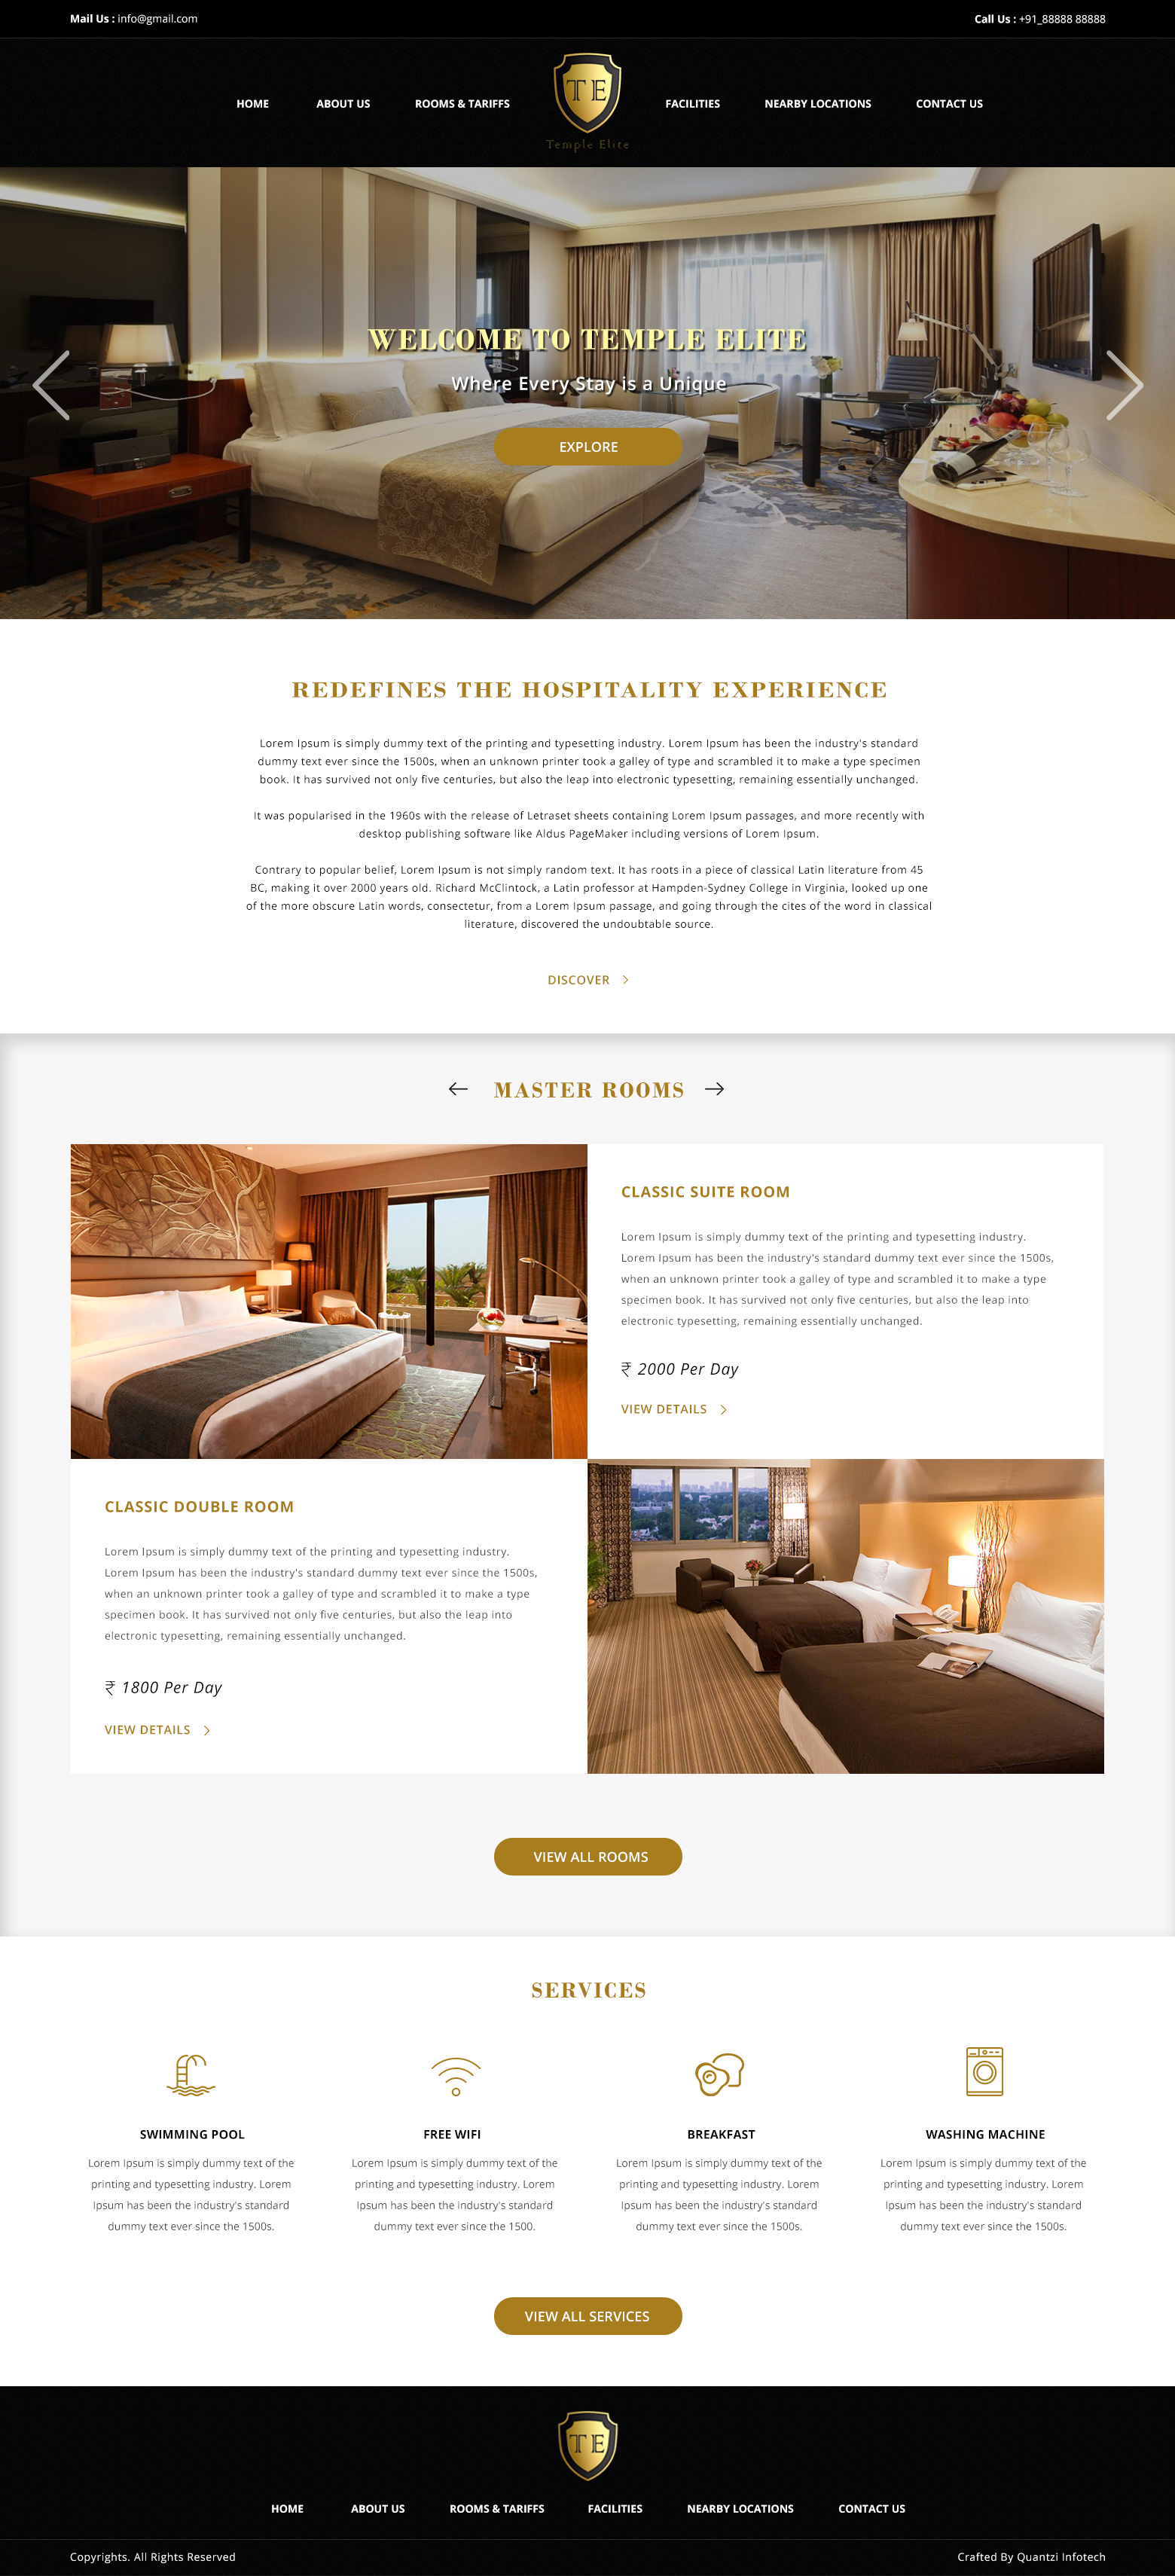 Mail Us : info@gmail.com
Call Us : +91_88888 88888
HOME ABOUT US ROOMS & TARIFFS
TE
Temple Elite
FACILITIES NEARBY LOCATIONS CONTACT US
WELCOME TO TEMPLE ELITE
Where Every Stay is a Unique
EXPLORE
REDEFINES THE HOSPITALITY EXPERIENCE
Lorem Ipsum is simply dummy text of the printing and typesetting industry. Lorem Ipsum has been the industry's standard
dummy text ever since the 1500s, when an unknown printer took a galley of type and scrambled it to make a type specimen
book. It has survived not only five centuries, but also the leap into electronic typesetting, remaining essentially unchanged.
It was popularised in the 1960s with the release of Letraset sheets containing Lorem Ipsum passages, and more recently with
desktop publishing software like Aldus PageMaker including versions of Lorem Ipsum.
Contrary to popular belief, Lorem Ipsum is not simply random text. It has roots in a piece of classical Latin literature from 45
BC, making it over 2000 years old. Richard McClintock, a Latin professor at Hampden-Sydney College in Virginia, looked up one
of the more obscure Latin words, consectetur, from a Lorem Ipsum passage, and going through the cites of the word in classical
literature, discovered the undoubtable source.
DISCOVER
MASTER ROOMS
CLASSIC SUITE ROOM
Lorem Ipsum is simply dummy text of the printing and typesetting industry.
Lorem Ipsum has been the industry's standard dummy text ever since the 1500s,
when an unknown printer took a galley of type and scrambled it to make a type
specimen book. It has survived not only five centuries, but also the leap into
electronic typesetting, remaining essentially unchanged.
₹ 2000 Per Day
VIEW DETAILS
CLASSIC DOUBLE ROOM
Lorem Ipsum is simply dummy text of the printing and typesetting industry.
Lorem Ipsum has been the industry's standard dummy text ever since the 1500s,
when an unknown printer took a galley of type and scrambled it to make a type
specimen book. It has survived not only five centuries, but also the leap into
electronic typesetting, remaining essentially unchanged.
₹ 1800 Per Day
VIEW DETAILS
VIEW ALL ROOMS
SERVICES
SWIMMING POOL
Lorem Ipsum is simply dummy text of the
printing and typesetting industry. Lorem
Ipsum has been the industry's standard
dummy text ever since the 1500s.
FREE WIFI
Lorem Ipsum is simply dummy text of the
printing and typesetting industry. Lorem
Ipsum has been the industry's standard
dummy text ever since the 1500.
BREAKFAST
Lorem Ipsum is simply dummy text of the
printing and typesetting industry. Lorem
Ipsum has been the industry's standard
dummy text ever since the 1500s.
WASHING MACHINE
Lorem Ipsum is simply dummy text of the
printing and typesetting industry. Lorem
Ipsum has been the industry's standard
dummy text ever since the 1500s.
VIEW ALL SERVICES
TE
HOME ABOUT US ROOMS & TARIFFS FACILITIES NEARBY LOCATIONS CONTACT US
Copyrights. All Rights Reserved
Crafted By Quantzi Infotech